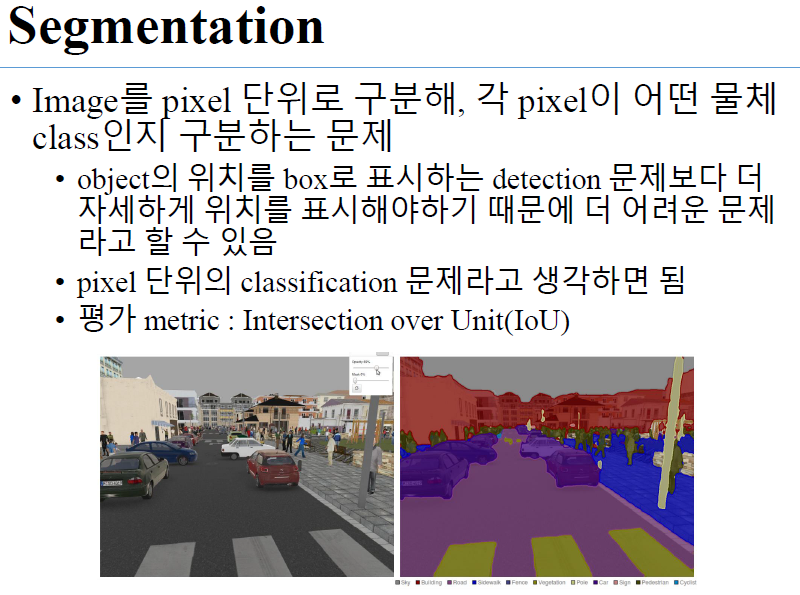 Segmentation
• Image를 pixel 단위로 구분해, 각 pixel이 어떤 물체
class인지 구분하는 문제
• object의 위치를 box로 표시하는 detection 문제보다 더
자세하게 위치를 표시해야하기 때문에 더 어려운 문제
라고 할 수 있음
• pixel 단위의 classification 문제라고 생각하면 됨
• 평가 metric : Intersection over Unit(IoU)
Sky Building Road Sidewalk Fence Vegetation Pole Car Sign Pedestrian Cyclist